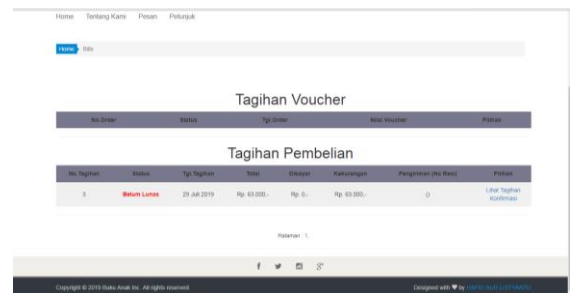 Home Tentang Kami Pesan Petunjuk
Home Bills
Tagihan Voucher
No.Order Status Tgl.Order Nilai Voucher Pilihan
Tagihan Pembelian
No.Tagihan Status Tgl.Tagihan Total Dibayar Kekurangan Pengiriman (No Resi) Pilihan
3 Belum Lunas 29 Juli 2019 Rp. 63.000,- Rp. 0,- Rp. 63.000,- () Lihat Tagihan
Konfirmasi
Halaman : 1,
Copyright © 2019 Buku Anak Inc. All rights reserved. Designed with ♥ by